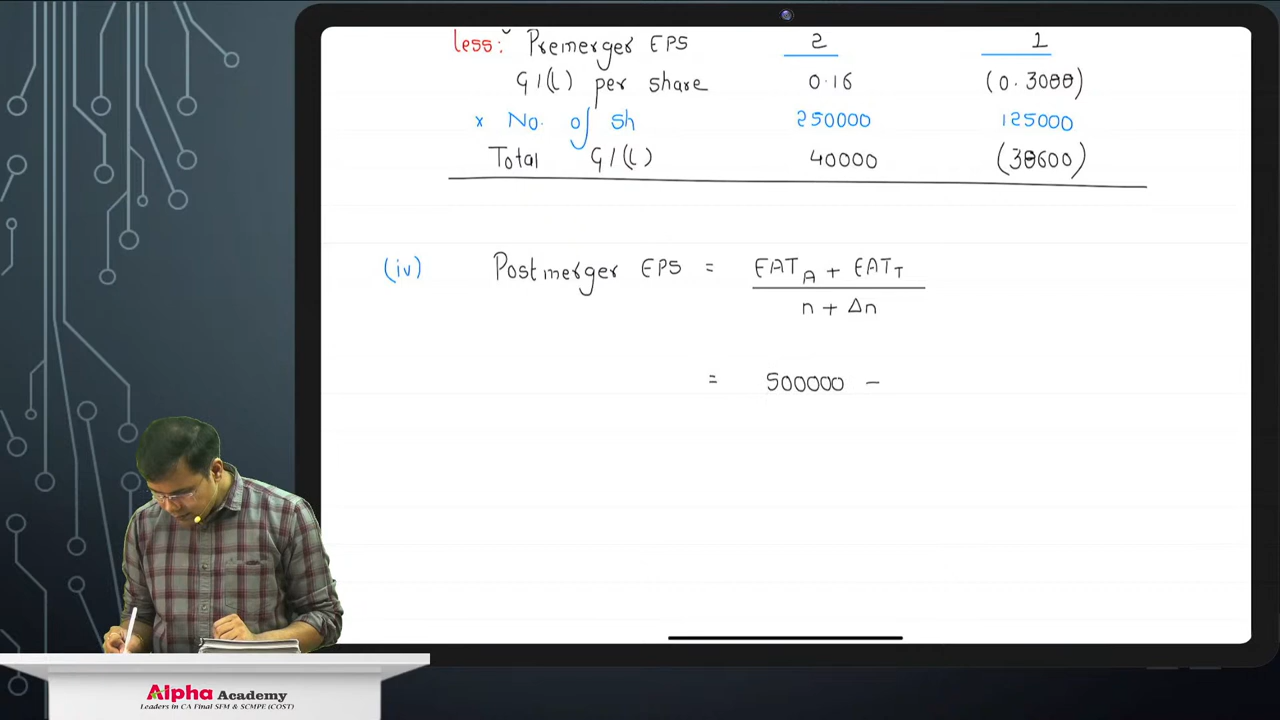 less: Premerger EPS 2 1
G/(L) per share 0.16 (0.3088)
x No. of Sh 250000 125000
Total G/(L) 40000 (38600)
(iv) Postmerger EPS = EAT_A + EAT_T
n + Δn
= 500000 –
Alpha Academy
Leaders in CA Final SFM & SCMPE (COST)